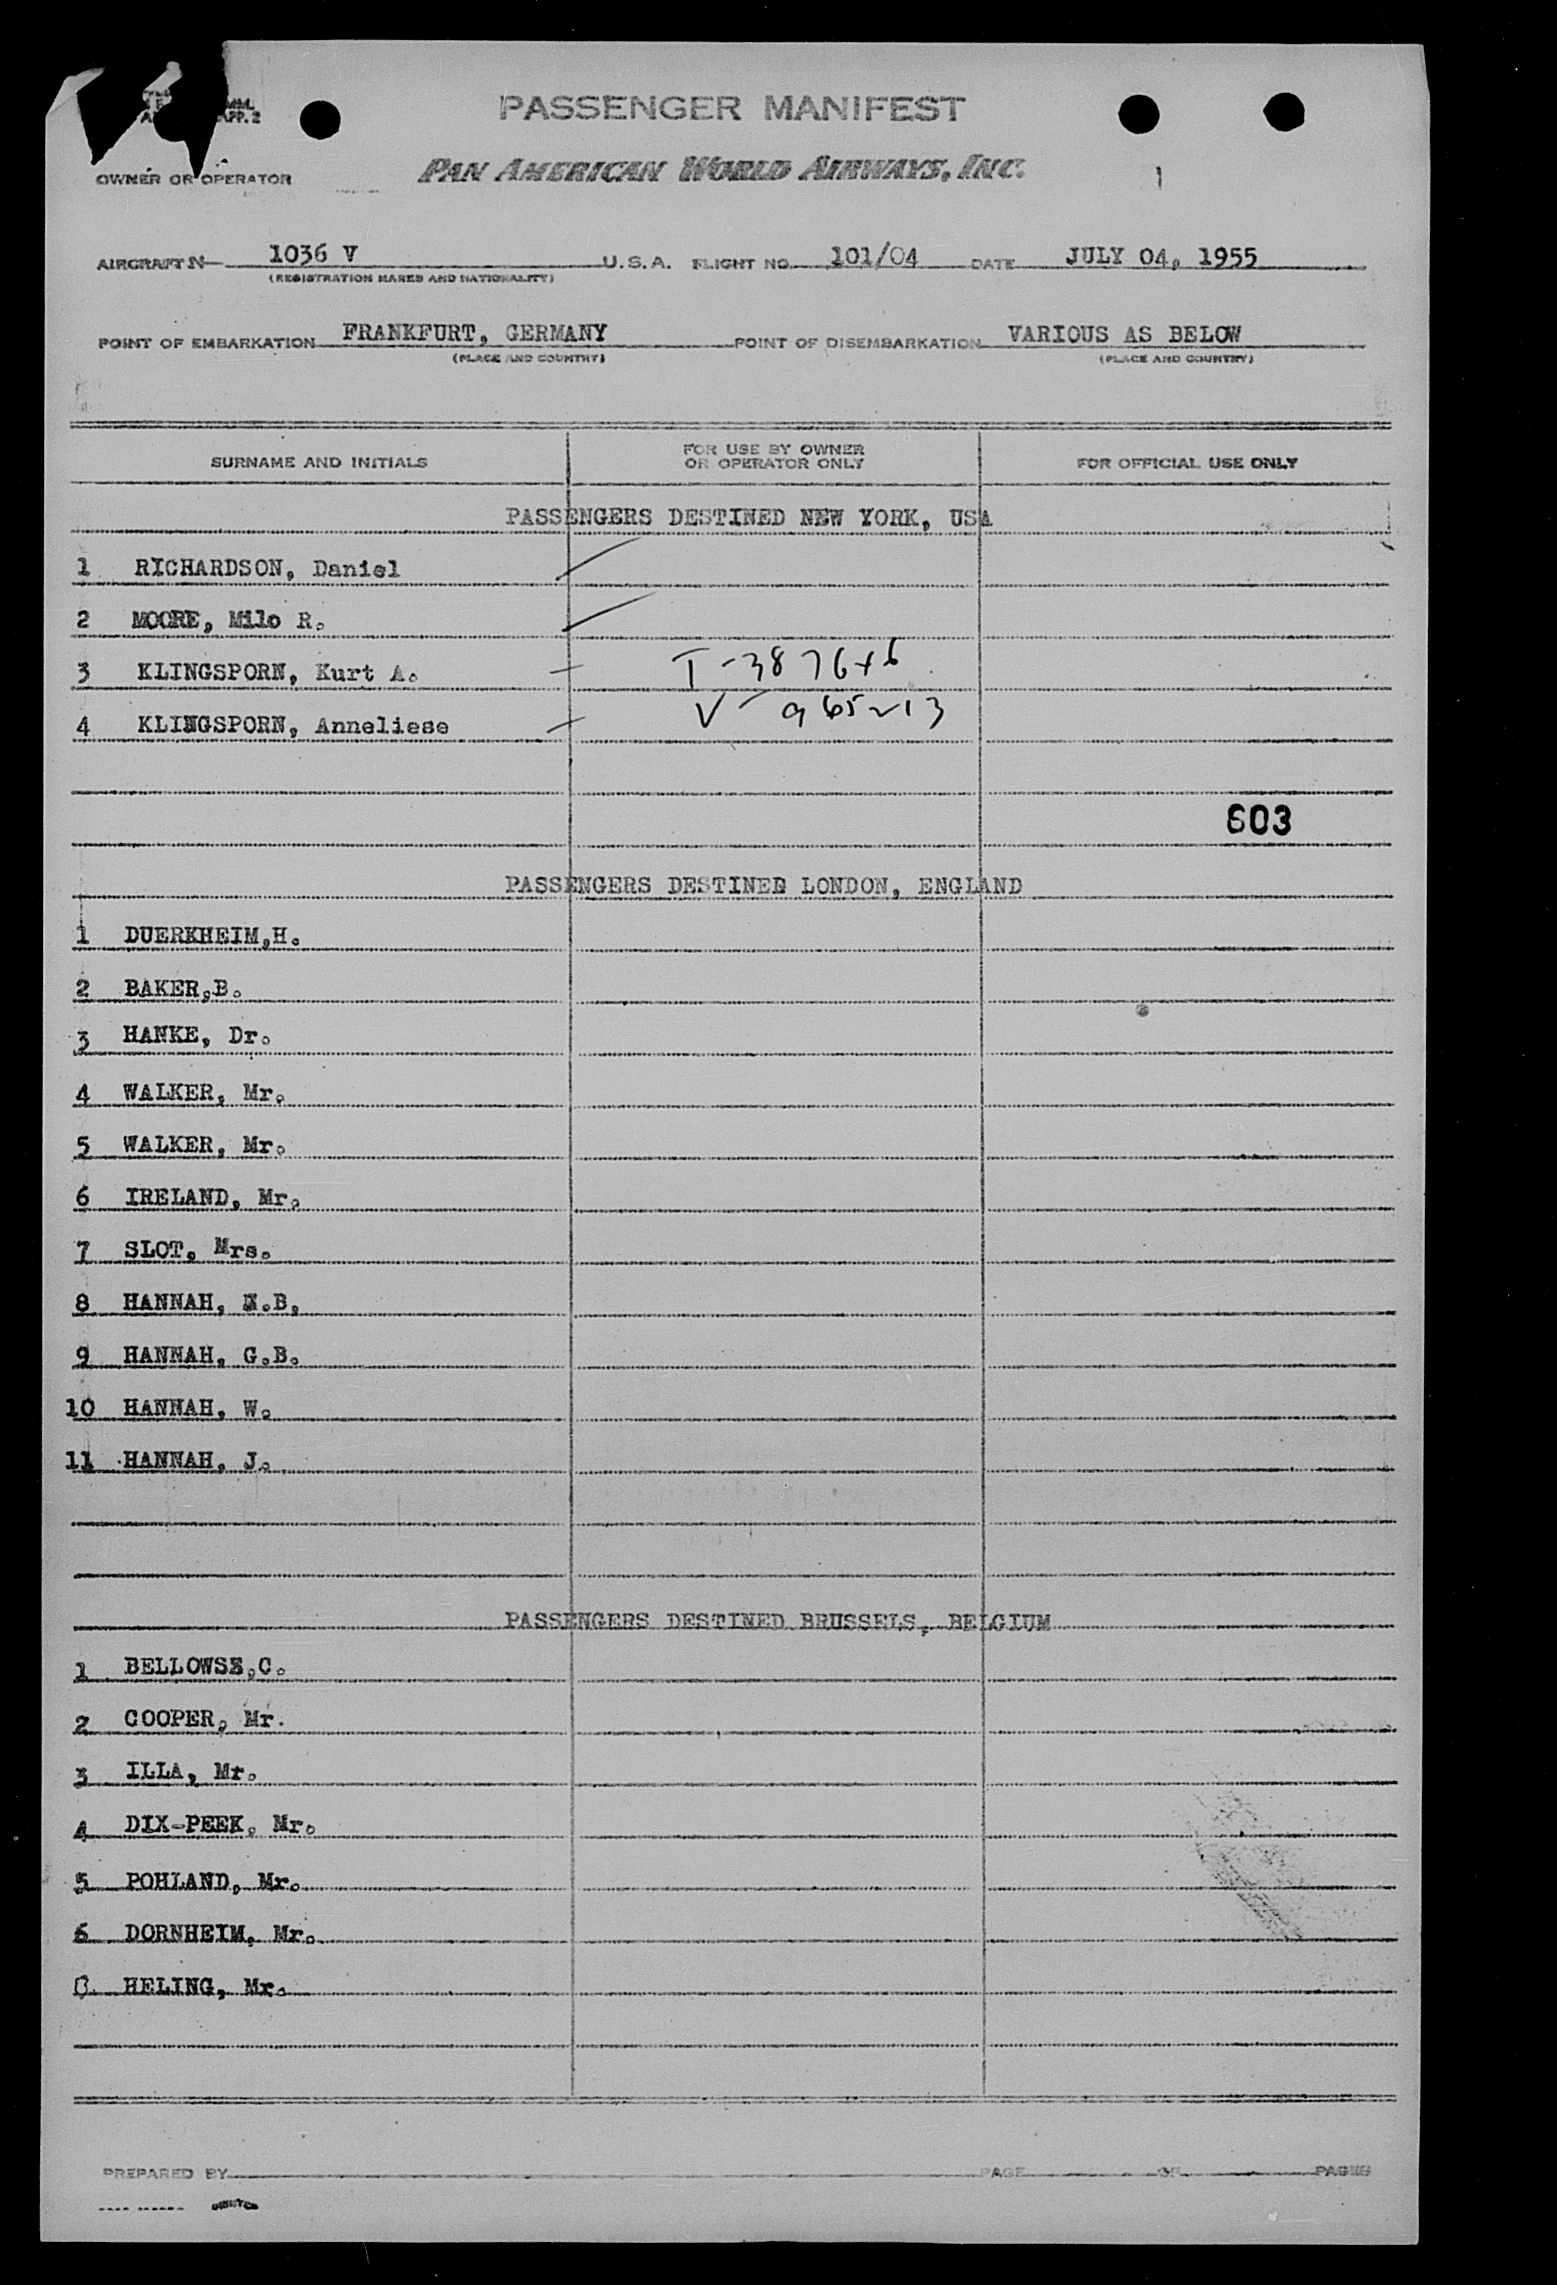 MM.
APP. 2
PASSENGER MANIFEST
OWNER OR OPERATOR PAN AMERICAN WORLD AIRWAYS, INC. 1
AIRCRAFT N 1036 V U.S.A. FLIGHT NO. 101/04 DATE JULY 04, 1955
(REGISTRATION MARKS AND NATIONALITY)
POINT OF EMBARKATION FRANKFURT, GERMANY POINT OF DISEMBARKATION VARIOUS AS BELOW
(PLACE AND COUNTRY) (PLACE AND COUNTRY)
SURNAME AND INITIALS FOR USE BY OWNER OR OPERATOR ONLY FOR OFFICIAL USE ONLY
PASSENGERS DESTINED NEW YORK, USA
1 RICHARDSON, Daniel
2 MOORE, Milo R.
3 KLINGSPORN, Kurt A.
4 KLINGSPORN, Anneliese V- 965213
603
PASSENGERS DESTINED LONDON, ENGLAND
1 DUERKHEIM,H.
2 BAKER,B.
3 HANKE, Dr.
4 WALKER, Mr.
5 WALKER, Mr.
6 IRELAND, Mr.
7 SLOT, Mrs.
8 HANNAH,
9 HANNAH, G.B.
10 HANNAH, W.
11 HANNAH, J.
PASSENGERS DESTINED BRUSSELS, BELGIUM
1 BELLOWS,C.
2 COOPER, Mr.
3 ILLA, Mr.
4 DIX-PEEK, Mr.
5 POHLAND, Mr.
6 DORNHEIM, Mr.
HELING, Mr.
PREPARED BY PAGE OF PAGES